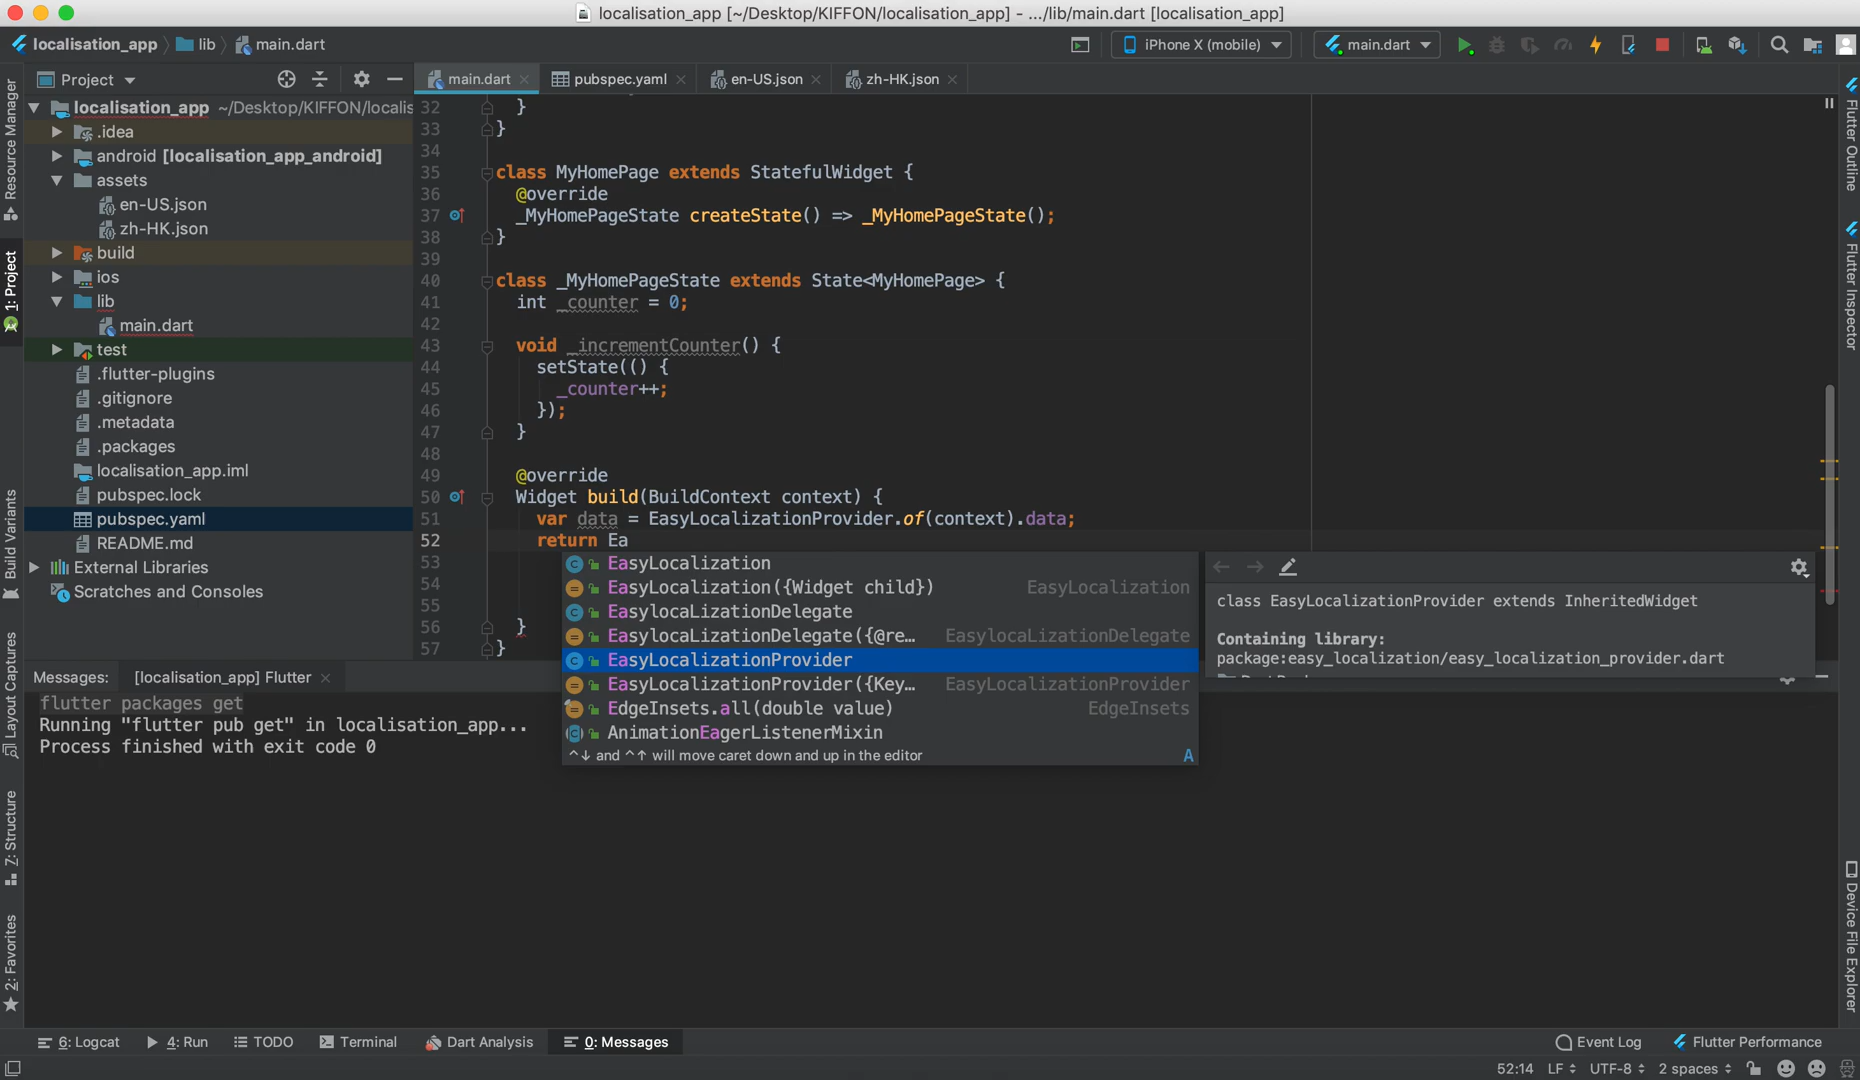 localisation_app [~/Desktop/KIFFON/localisation_app] - .../lib/main.dart [localisation_app]
localisation_app lib main.dart iPhone X (mobile) main.dart
Project main.dart pubspec.yaml en-US.json zh-HK.json
localisation_app ~/Desktop/KIFFON/localis
.idea
android [localisation_app_android]
assets
en-US.json
zh-HK.json
build
ios
lib
main.dart
test
.flutter-plugins
.gitignore
.metadata
.packages
localisation_app.iml
pubspec.lock
pubspec.yaml
README.md
External Libraries
Scratches and Consoles
32 }
33 }
34
35 class MyHomePage extends StatefulWidget {
36 @override
37 _MyHomePageState createState() => _MyHomePageState();
38 }
39
40 class _MyHomePageState extends State<MyHomePage> {
41 int _counter = 0;
42
43 void _incrementCounter() {
44 setState(() {
45 _counter++;
46 });
47 }
48
49 @override
50 Widget build(BuildContext context) {
51 var data = EasyLocalizationProvider.of(context).data;
52 return Ea
53
54
55
56 }
57 }
EasyLocalization
EasyLocalization({Widget child}) EasyLocalization
EasylocaLizationDelegate
EasylocaLizationDelegate({@re... EasylocaLizationDelegate
EasyLocalizationProvider
EasyLocalizationProvider({Key... EasyLocalizationProvider
EdgeInsets.all(double value) EdgeInsets
AnimationEagerListenerMixin
^↓ and ^↑ will move caret down and up in the editor
class EasyLocalizationProvider extends InheritedWidget
Containing library:
package:easy_localization/easy_localization_provider.dart
Messages: [localisation_app] Flutter
flutter packages get
Running "flutter pub get" in localisation_app...
Process finished with exit code 0
Resource Manager
1: Project
Build Variants
Layout Captures
Z: Structure
2: Favorites
Flutter Outline
Flutter Inspector
Device File Explorer
6: Logcat 4: Run TODO Terminal Dart Analysis 0: Messages Event Log Flutter Performance
52:14 LF UTF-8 2 spaces